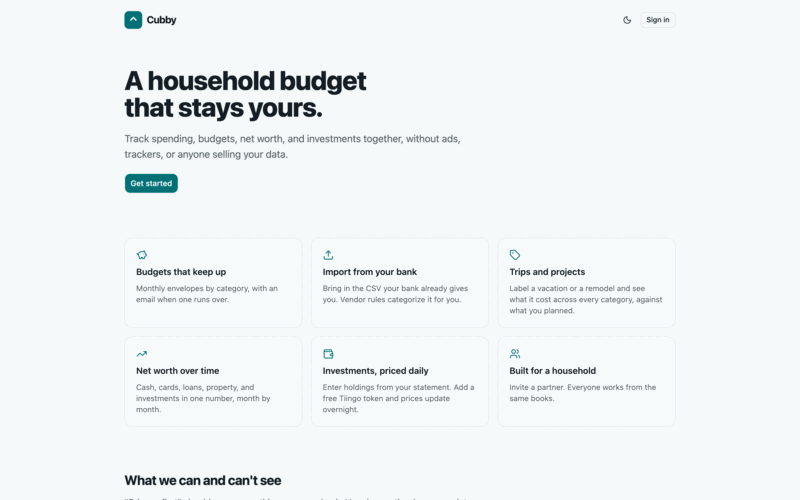 Cubby
Sign in
A household budget
that stays yours.
Track spending, budgets, net worth, and investments together, without ads,
trackers, or anyone selling your data.
Get started
Budgets that keep up
Monthly envelopes by category, with an
email when one runs over.
Import from your bank
Bring in the CSV your bank already gives
you. Vendor rules categorize it for you.
Trips and projects
Label a vacation or a remodel and see
what it cost across every category, against
what you planned.
Net worth over time
Cash, cards, loans, property, and
investments in one number, month by
month.
Investments, priced daily
Enter holdings from your statement. Add a
free Tiingo token and prices update
overnight.
Built for a household
Invite a partner. Everyone works from the
same books.
What we can and can't see